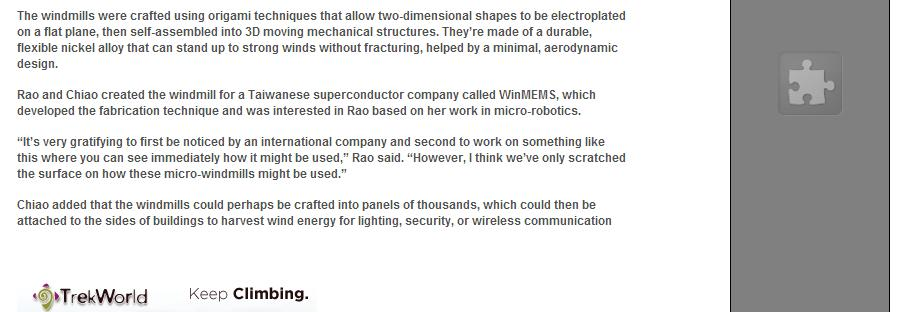 The windmills were crafted using origami techniques that allow two-dimensional shapes to be electroplated
on a flat plane, then self-assembled into 3D moving mechanical structures. They’re made of a durable,
flexible nickel alloy that can stand up to strong winds without fracturing, helped by a minimal, aerodynamic
design.
Rao and Chiao created the windmill for a Taiwanese superconductor company called WinMEMS, which
developed the fabrication technique and was interested in Rao based on her work in micro-robotics.
“It’s very gratifying to first be noticed by an international company and second to work on something like
this where you can see immediately how it might be used,” Rao said. “However, I think we’ve only scratched
the surface on how these micro-windmills might be used.”
Chiao added that the windmills could perhaps be crafted into panels of thousands, which could then be
attached to the sides of buildings to harvest wind energy for lighting, security, or wireless communication
TrekWorld Keep Climbing.